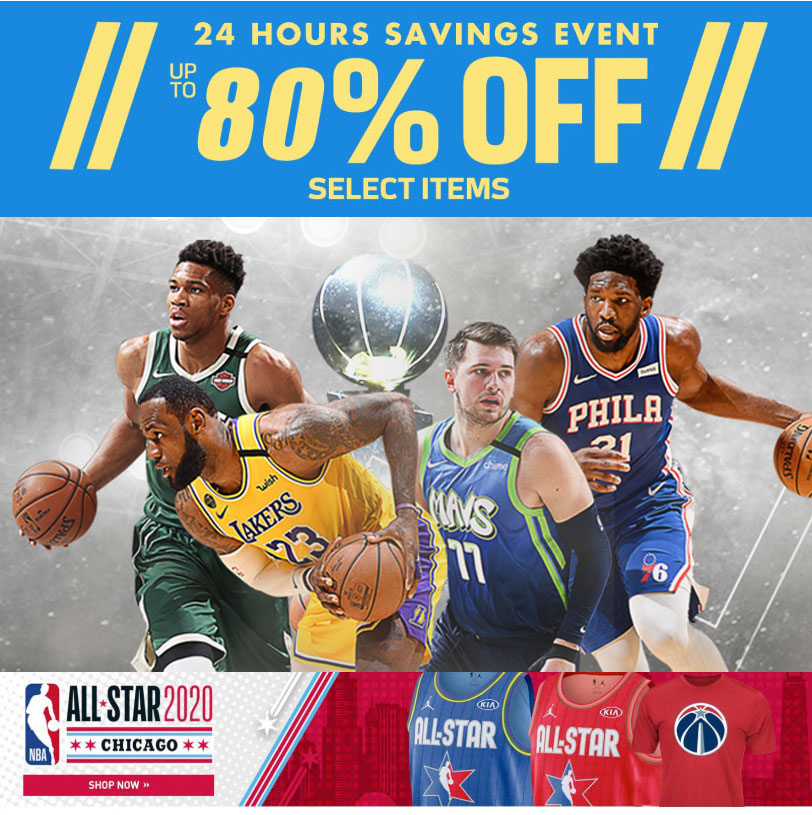 24 HOURS SAVINGS EVENT
UP TO 80% OFF
SELECT ITEMS
wish
LAKERS
23
chime
MAVS
77
PHILA
21
SPALDING
76
ALL★STAR 2020
★★ CHICAGO ★★
NBA
SHOP NOW »
KIA
ALL-STAR
KIA
ALL-STAR